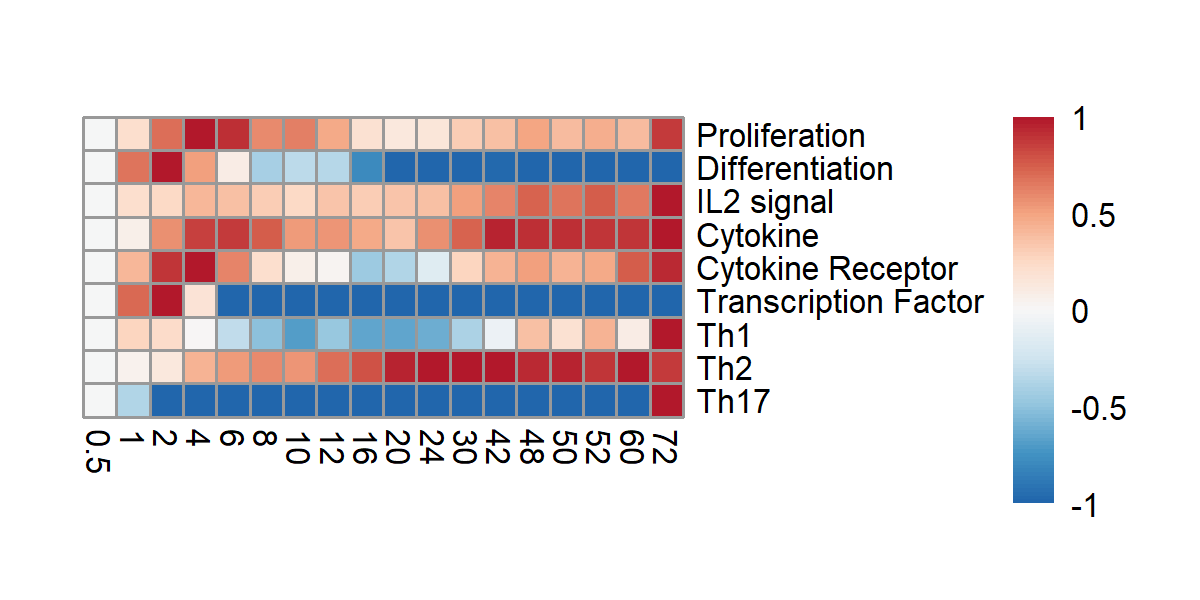 Proliferation
Differentiation
IL2 signal
Cytokine
Cytokine Receptor
Transcription Factor
Th1
Th2
Th17
0.5 1 2 4 6 8 10 12 16 20 24 30 42 48 50 52 60 72
1
0.5
0
-0.5
-1